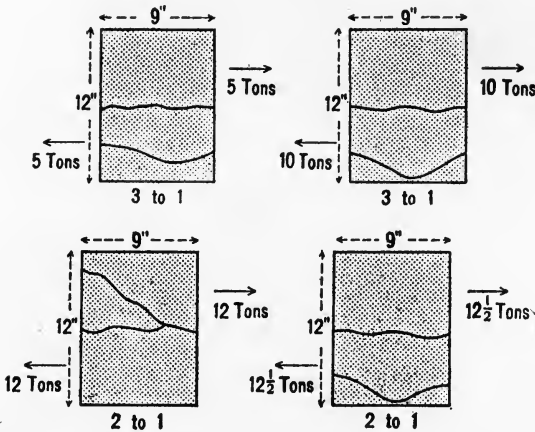 9"
12"
5 Tons
5 Tons
3 to 1
9"
12"
10 Tons
10 Tons
3 to 1
9"
12"
12 Tons
12 Tons
2 to 1
9"
12"
12½ Tons
12½ Tons
2 to 1